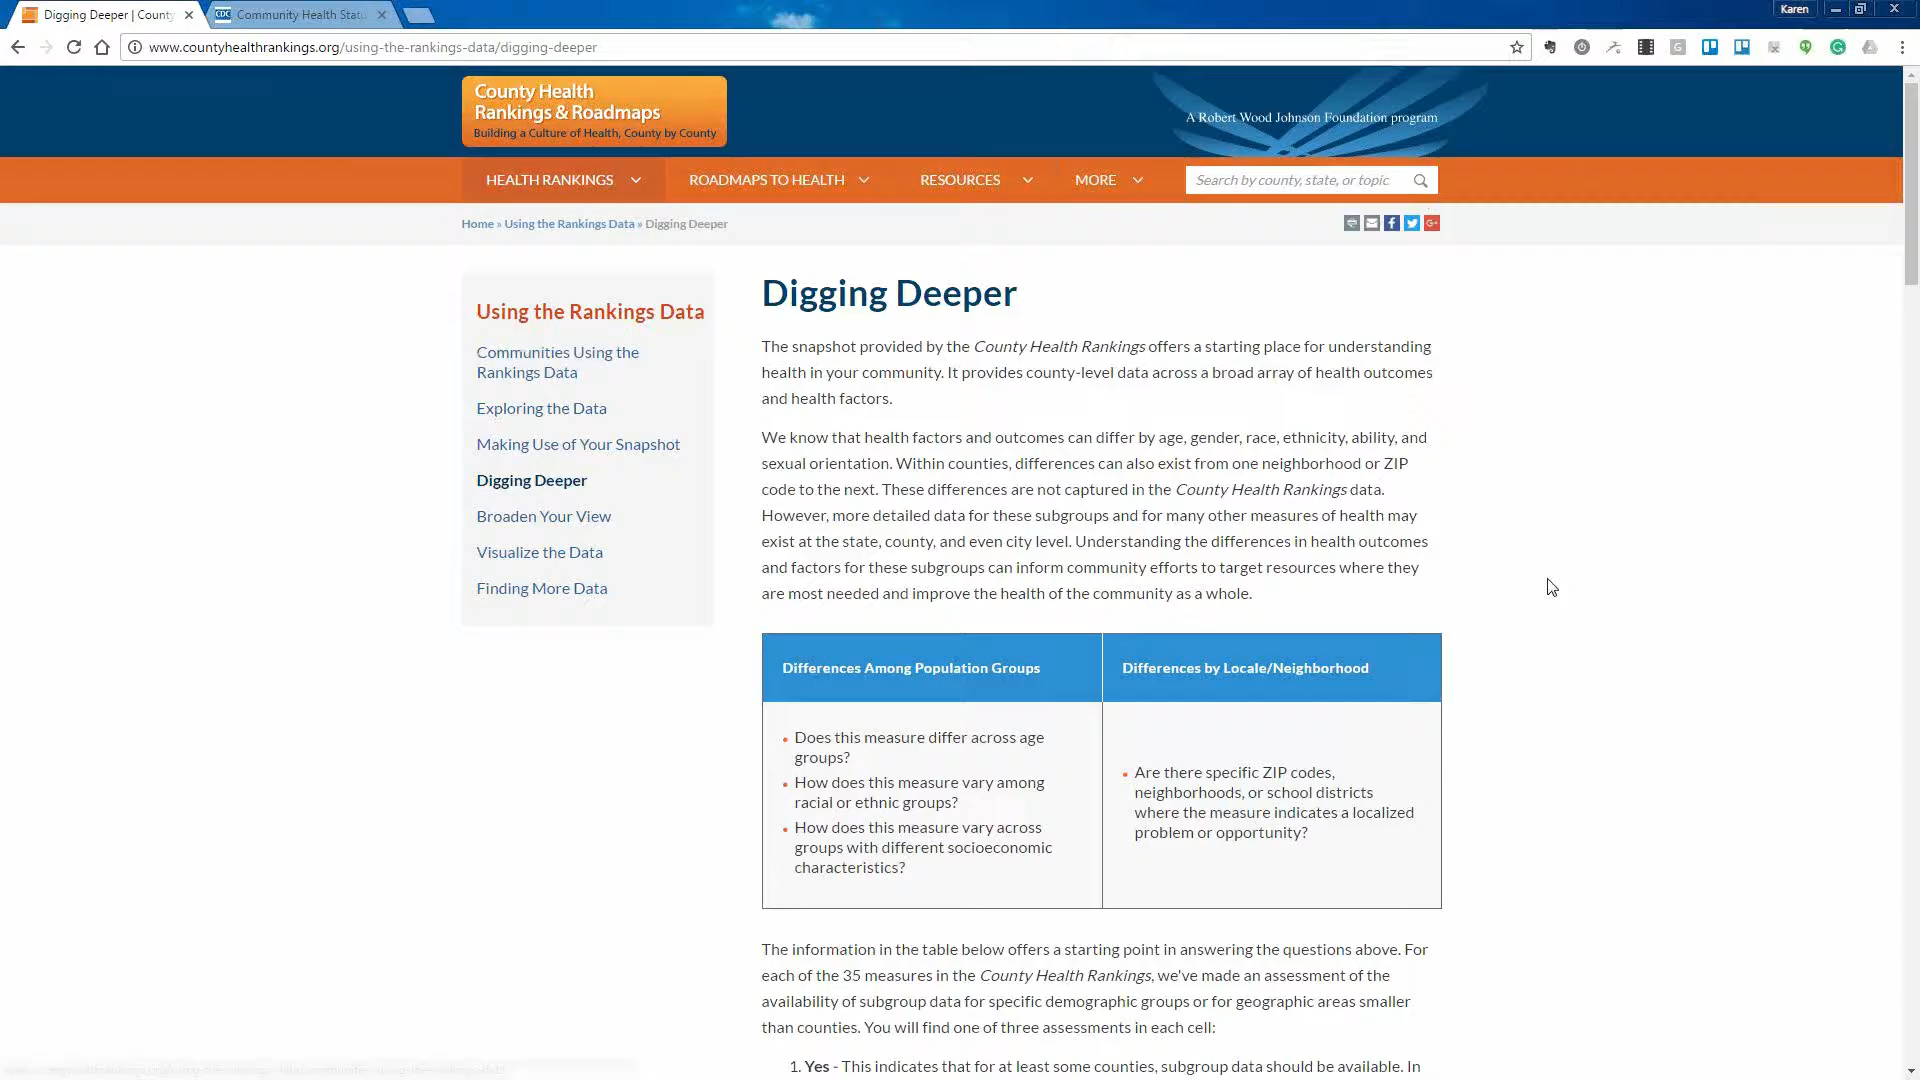 Digging Deeper | County
Community Health Statu
Karen
www.countyhealthrankings.org/using-the-rankings-data/digging-deeper
County Health
Rankings & Roadmaps
Building a Culture of Health, County by County
A Robert Wood Johnson Foundation program
HEALTH RANKINGS ROADMAPS TO HEALTH RESOURCES MORE Search by county, state, or topic
Home » Using the Rankings Data » Digging Deeper
Using the Rankings Data
Communities Using the
Rankings Data
Exploring the Data
Making Use of Your Snapshot
Digging Deeper
Broaden Your View
Visualize the Data
Finding More Data
Digging Deeper
The snapshot provided by the County Health Rankings offers a starting place for understanding
health in your community. It provides county-level data across a broad array of health outcomes
and health factors.
We know that health factors and outcomes can differ by age, gender, race, ethnicity, ability, and
sexual orientation. Within counties, differences can also exist from one neighborhood or ZIP
code to the next. These differences are not captured in the County Health Rankings data.
However, more detailed data for these subgroups and for many other measures of health may
exist at the state, county, and even city level. Understanding the differences in health outcomes
and factors for these subgroups can inform community efforts to target resources where they
are most needed and improve the health of the community as a whole.
Differences Among Population Groups
Does this measure differ across age
groups?
How does this measure vary among
racial or ethnic groups?
How does this measure vary across
groups with different socioeconomic
characteristics?
Differences by Locale/Neighborhood
Are there specific ZIP codes,
neighborhoods, or school districts
where the measure indicates a localized
problem or opportunity?
The information in the table below offers a starting point in answering the questions above. For
each of the 35 measures in the County Health Rankings, we've made an assessment of the
availability of subgroup data for specific demographic groups or for geographic areas smaller
than counties. You will find one of three assessments in each cell:
1. Yes - This indicates that for at least some counties, subgroup data should be available. In